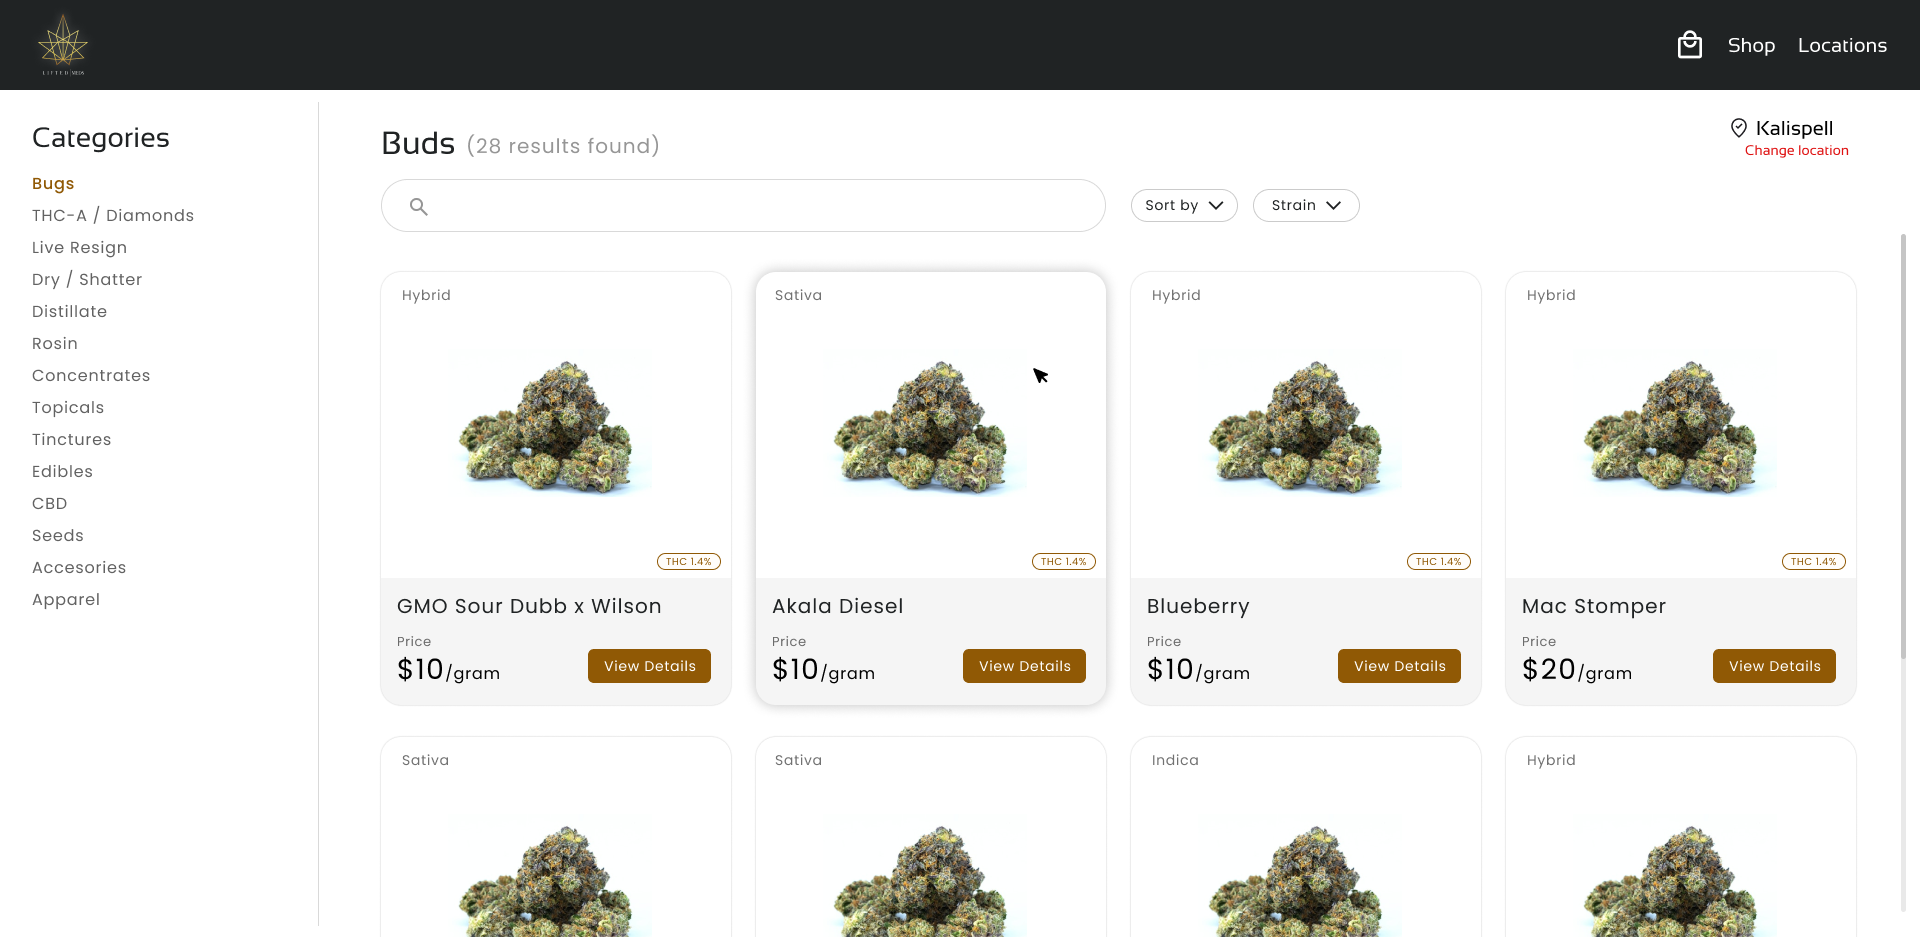 LIFTED MEDS
Shop
Locations
Categories
Bugs
THC-A / Diamonds
Live Resign
Dry / Shatter
Distillate
Rosin
Concentrates
Topicals
Tinctures
Edibles
CBD
Seeds
Accesories
Apparel
Buds (28 results found)
Kalispell
Change location
Sort by
Strain
Hybrid
THC 1.4%
GMO Sour Dubb x Wilson
Price
$10/gram
View Details
Sativa
THC 1.4%
Akala Diesel
Price
$10/gram
View Details
Hybrid
THC 1.4%
Blueberry
Price
$10/gram
View Details
Hybrid
THC 1.4%
Mac Stomper
Price
$20/gram
View Details
Sativa
Sativa
Indica
Hybrid